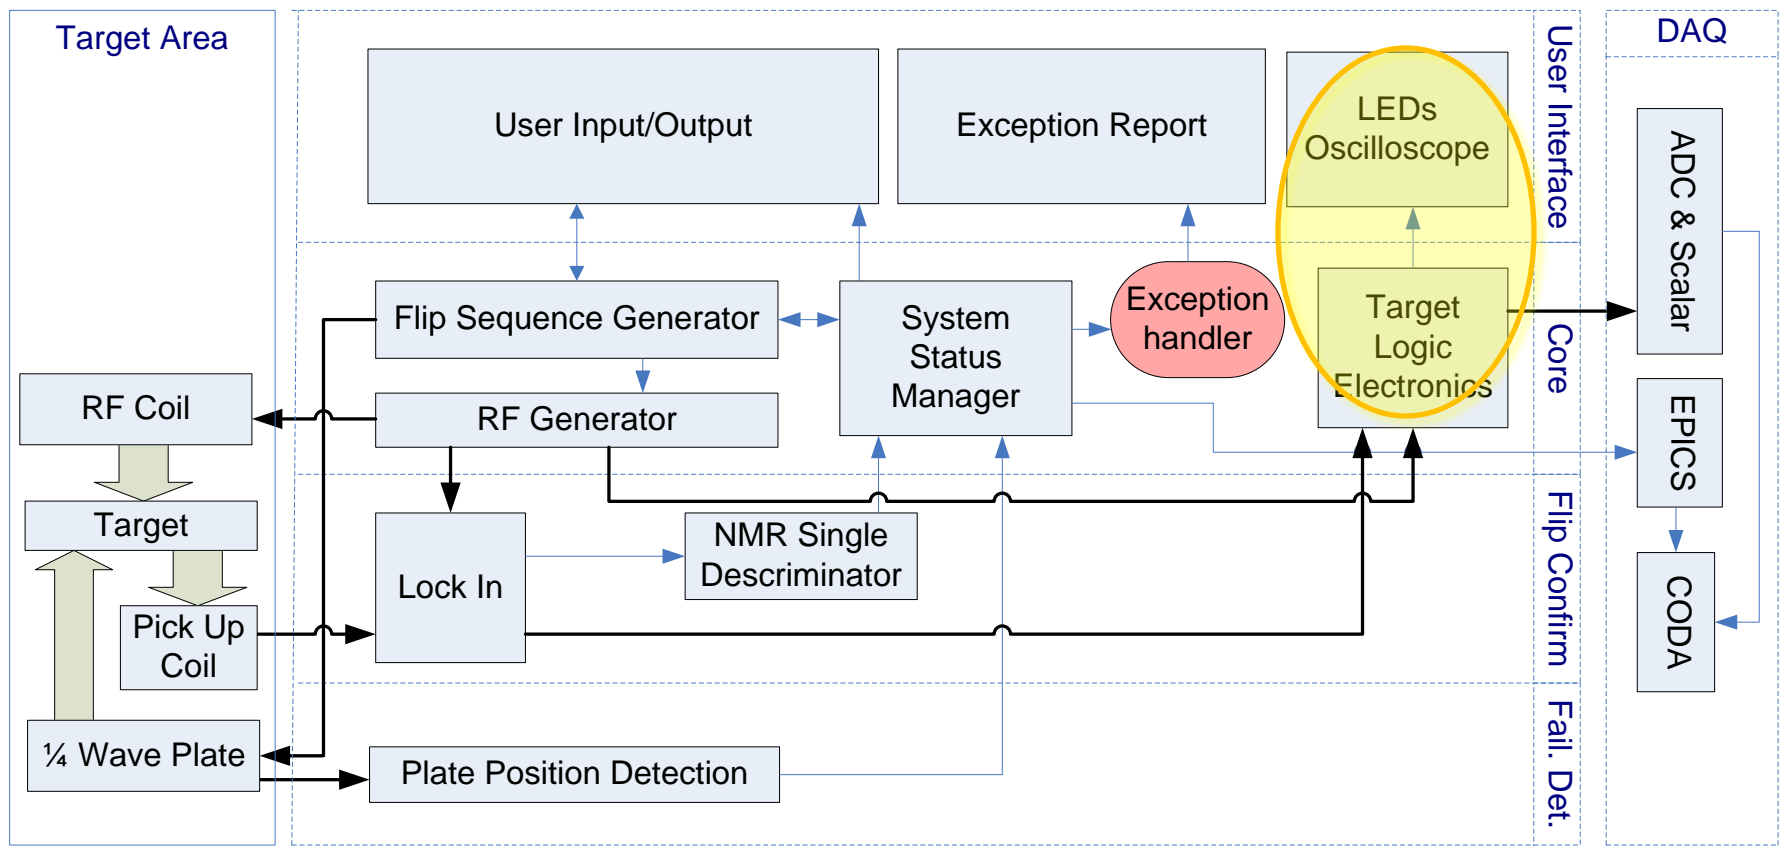 Target Area
User Input/Output
Exception Report
LEDs
Oscilloscope
User Interface
DAQ
ADC & Scalar
Flip Sequence Generator
System
Status
Manager
Exception
handler
Target
Logic
Electronics
Core
RF Coil
RF Generator
EPICS
Target
Lock In
NMR Single
Descriminator
Flip Confirm
CODA
Pick Up
Coil
¼ Wave Plate
Plate Position Detection
Fail. Det.